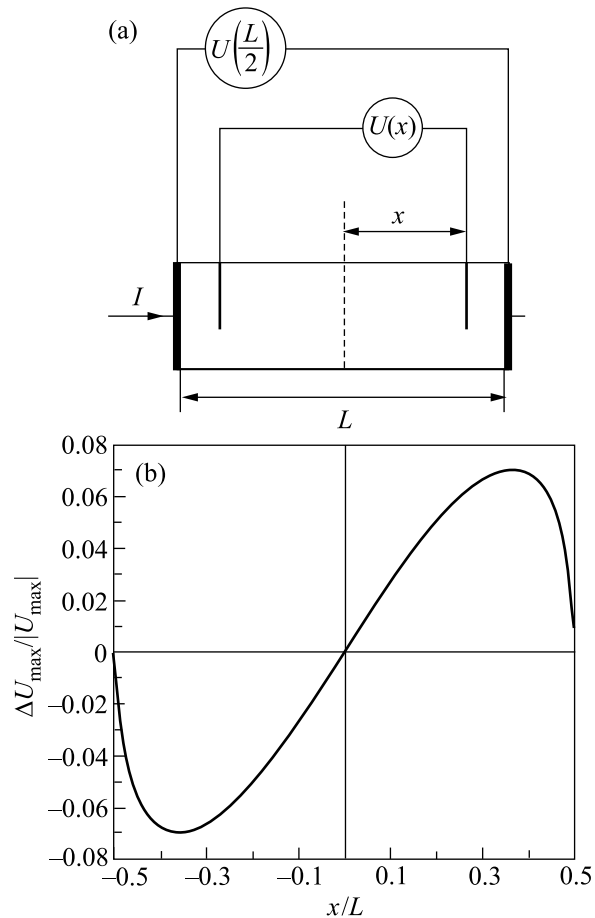 (a)
U(L/2)
U(x)
x
I
L
(b)
0.08
0.06
0.04
0.02
0
–0.02
–0.04
–0.06
–0.08
ΔU_max/|U_max|
–0.5 –0.3 –0.1 0.1 0.3 0.5
x/L